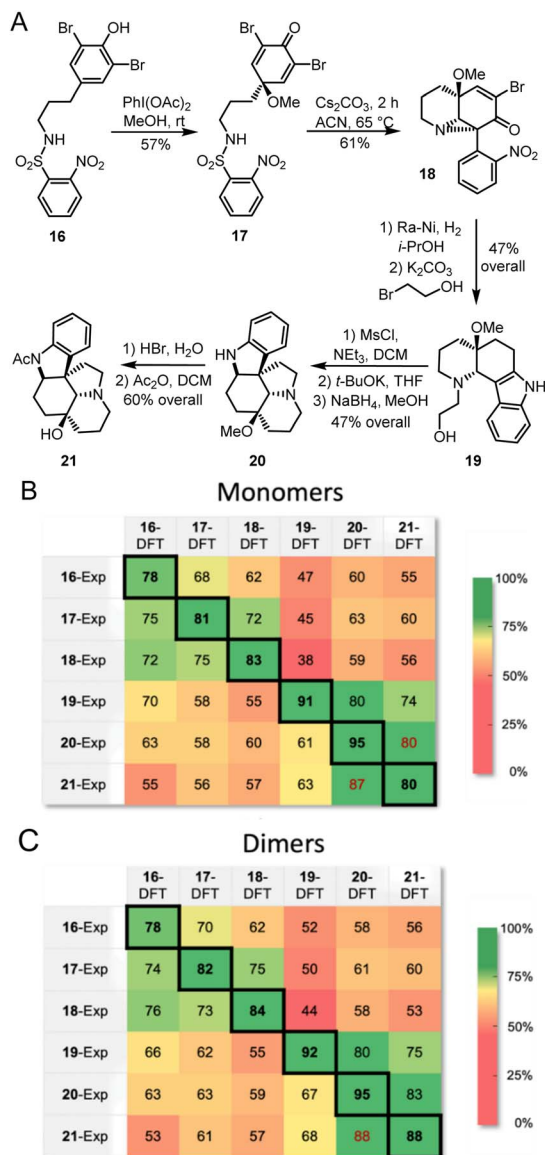 A
Br
OH
Br
NH
O₂S
NO₂
16
PhI(OAc)₂
MeOH, rt
57%
O
Br
Br
OMe
NH
O₂S
NO₂
17
Cs₂CO₃, 2 h
ACN, 65 °C
61%
OMe
Br
N
O
NO₂
18
1) Ra-Ni, H₂
i-PrOH
2) K₂CO₃
Br
OH
47%
overall
OMe
N
H
NH
OH
19
1) MsCl,
NEt₃, DCM
2) t-BuOK, THF
3) NaBH₄, MeOH
47% overall
HN
H
N
MeO
20
1) HBr, H₂O
2) Ac₂O, DCM
60% overall
AcN
H
N
HO
21
B
Monomers
16-DFT 17-DFT 18-DFT 19-DFT 20-DFT 21-DFT
16-Exp 78 68 62 47 60 55
17-Exp 75 81 72 45 63 60
18-Exp 72 75 83 38 59 56
19-Exp 70 58 55 91 80 74
20-Exp 63 58 60 61 95 80
21-Exp 55 56 57 63 87 80
100%
75%
50%
25%
0%
C
Dimers
16-DFT 17-DFT 18-DFT 19-DFT 20-DFT 21-DFT
16-Exp 78 70 62 52 58 56
17-Exp 74 82 75 50 61 60
18-Exp 76 73 84 44 58 53
19-Exp 66 62 55 92 80 75
20-Exp 63 63 59 67 95 83
21-Exp 53 61 57 68 88 88
100%
75%
50%
25%
0%